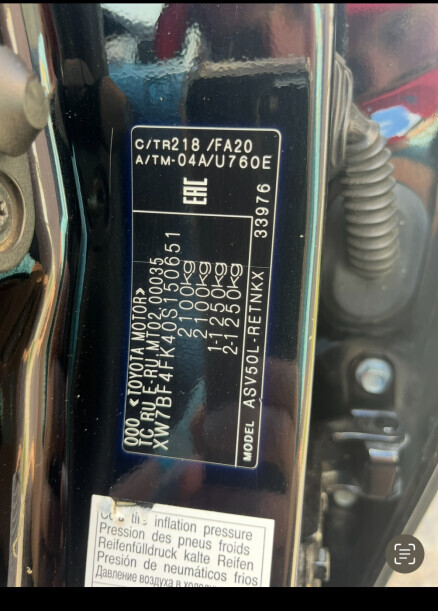 OOO <TOYOTA MOTOR>
TC RU E-RU.MT02.00035
XW7BF4FK40S150651
2100kg
2100kg
1-1250kg
2-1250kg
MODEL ASV50L-RETNKX
33976
EAC
C/TR218 /FA20
A/TM-04A/U760E
inflation pressure
Pression des pneus froids
Reifenfülldruck kalte Reifen
Presión de neumáticos frios
Давление воздуха в